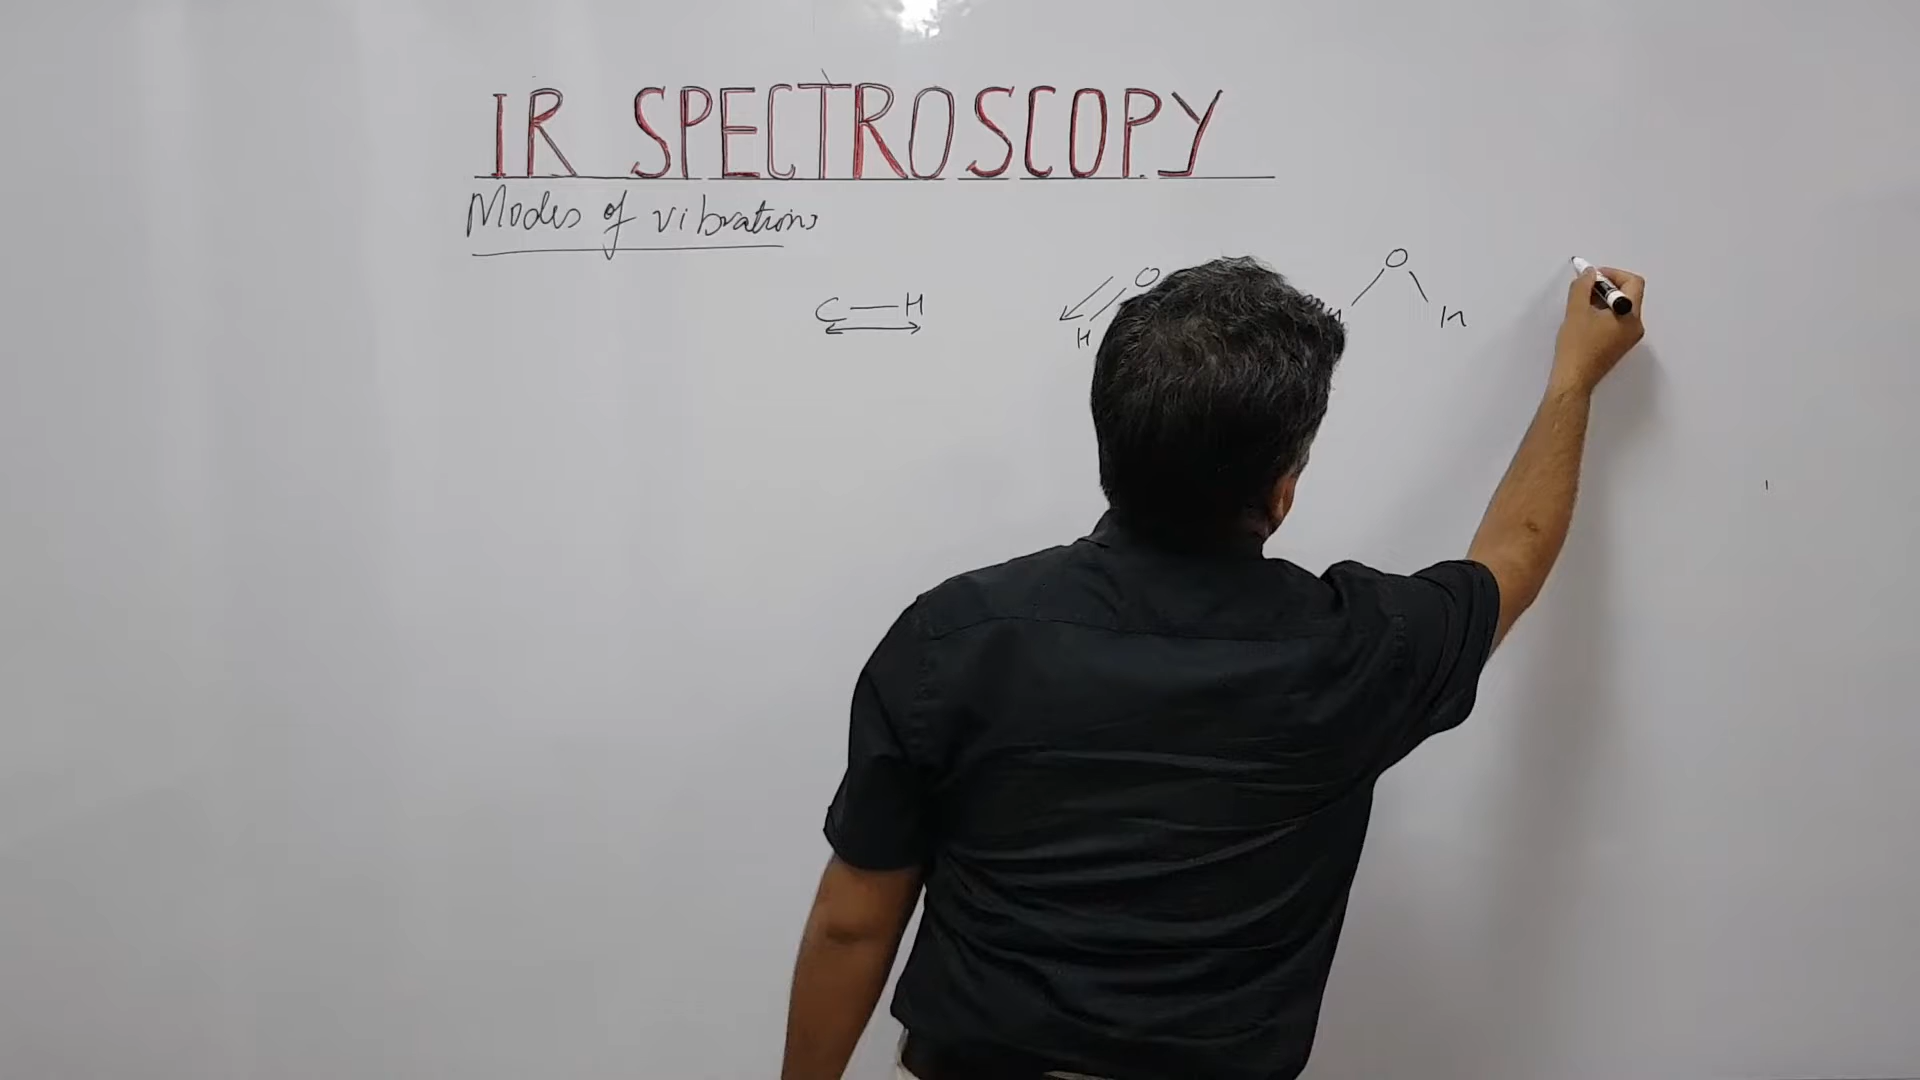 IR SPECTROSCOPY
Modes of vibrations
C—H
O
H
O
H